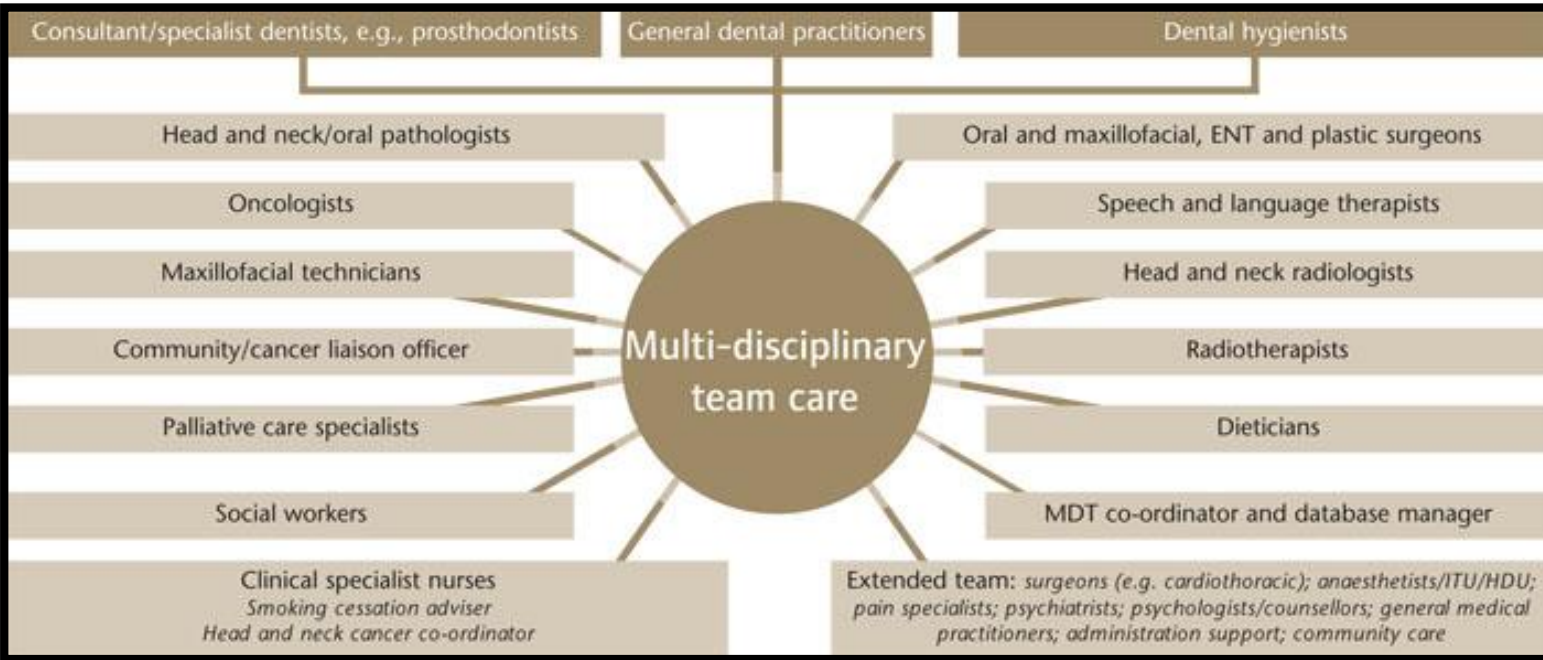 Consultant/specialist dentists, e.g., prosthodontists
General dental practitioners
Dental hygienists
Head and neck/oral pathologists
Oral and maxillofacial, ENT and plastic surgeons
Oncologists
Speech and language therapists
Maxillofacial technicians
Head and neck radiologists
Multi-disciplinary
team care
Community/cancer liaison officer
Radiotherapists
Palliative care specialists
Dieticians
Social workers
MDT co-ordinator and database manager
Clinical specialist nurses
Smoking cessation adviser
Head and neck cancer co-ordinator
Extended team: surgeons (e.g. cardiothoracic); anaesthetists/ITU/HDU;
pain specialists; psychiatrists; psychologists/counsellors; general medical
practitioners; administration support; community care